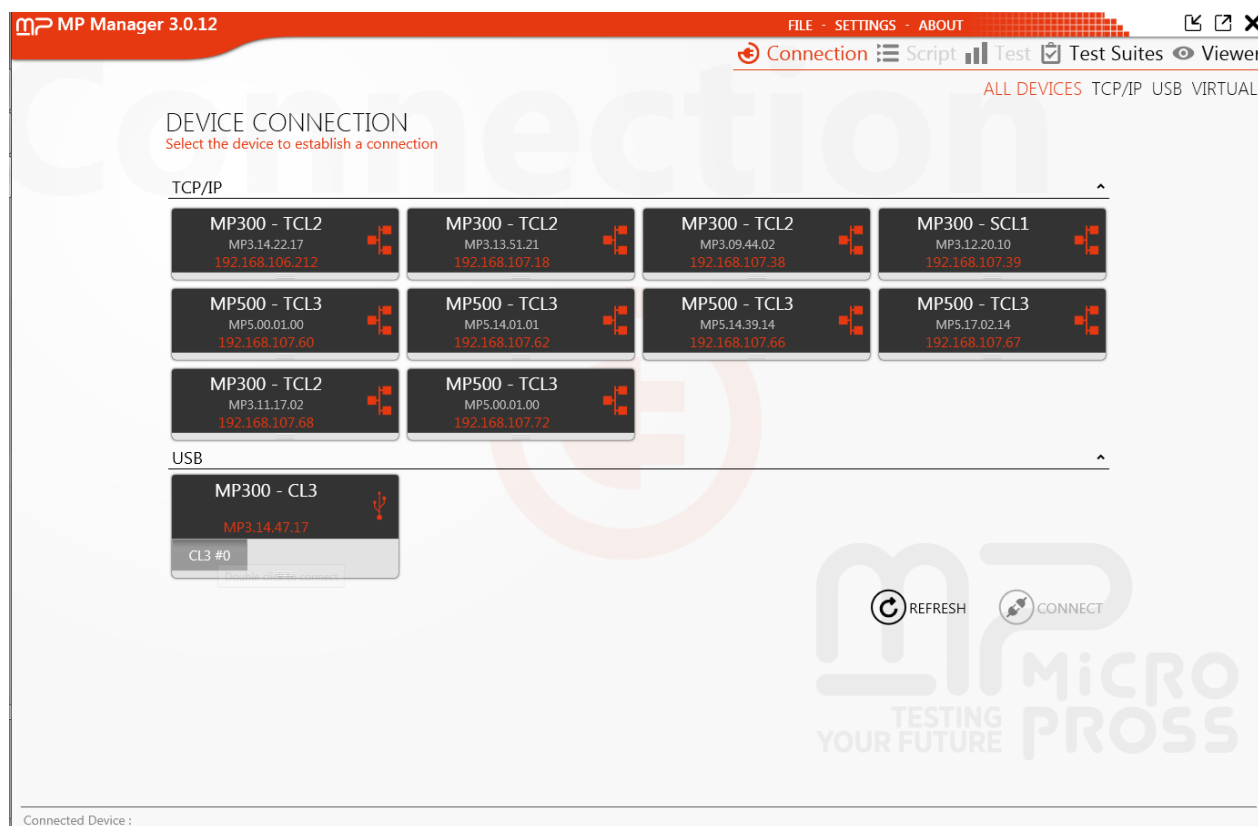 MP Manager 3.0.12
FILE - SETTINGS - ABOUT
Connection Script Test Test Suites Viewer
ALL DEVICES TCP/IP USB VIRTUAL
Connection
DEVICE CONNECTION
Select the device to establish a connection
TCP/IP
MP300 - TCL2
MP3.14.22.17
192.168.106.212
MP300 - TCL2
MP3.13.51.21
192.168.107.18
MP300 - TCL2
MP3.09.44.02
192.168.107.38
MP300 - SCL1
MP3.12.20.10
192.168.107.39
MP500 - TCL3
MP5.00.01.00
192.168.107.60
MP500 - TCL3
MP5.14.01.01
192.168.107.62
MP500 - TCL3
MP5.14.39.14
192.168.107.66
MP500 - TCL3
MP5.17.02.14
192.168.107.67
MP300 - TCL2
MP3.11.17.02
192.168.107.68
MP500 - TCL3
MP5.00.01.00
192.168.107.72
USB
MP300 - CL3
MP3.14.47.17
CL3 #0
Double click to connect
REFRESH
CONNECT
MP
MiCRO
PROSS
TESTING
YOUR FUTURE
Connected Device :